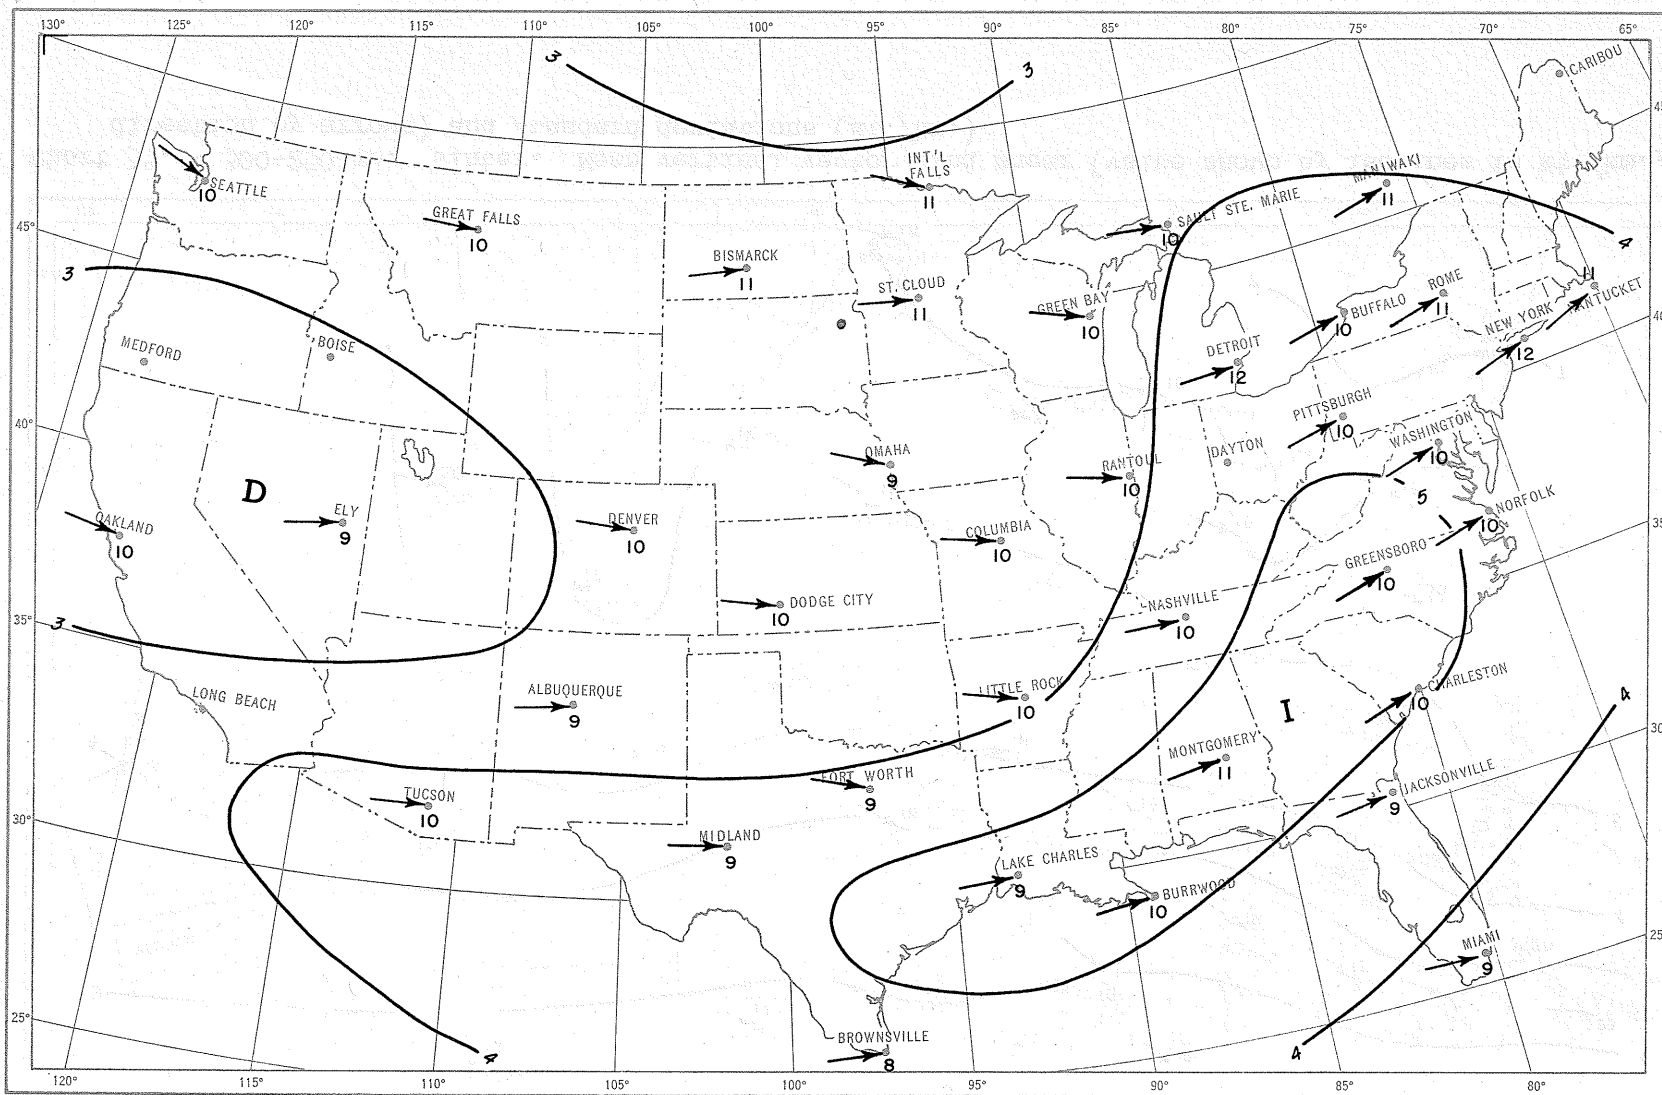 130° 125° 120° 115° 110° 105° 100° 95° 90° 85° 80° 75° 70° 65°
CARIBOU
3 3
INT'L
FALLS
11
MANIWAKI
11
SEATTLE
10
GREAT FALLS
10
SAULT STE. MARIE
10
45°
4
BISMARCK
11
ST. CLOUD
11
GREEN BAY
10
BUFFALO
10
ROME
11
11
NANTUCKET
NEW YORK
12
3
MEDFORD
BOISE
DETROIT
12
PITTSBURGH
10
WASHINGTON
10
40°
OMAHA
9
RANTOUL
10
DAYTON
D
ELY
9
OAKLAND
10
DENVER
10
COLUMBIA
10
5
NORFOLK
10
35
GREENSBORO
10
DODGE CITY
10
NASHVILLE
10
35°
3
LONG BEACH
ALBUQUERQUE
9
LITTLE ROCK
10
CHARLESTON
10
I
4
30
MONTGOMERY
11
FORT WORTH
9
JACKSONVILLE
9
TUCSON
10
30°
MIDLAND
9
LAKE CHARLES
9
BURRWOOD
10
25
MIAMI
9
25°
4
BROWNSVILLE
8
4
120° 115° 110° 105° 100° 95° 90° 85° 80°